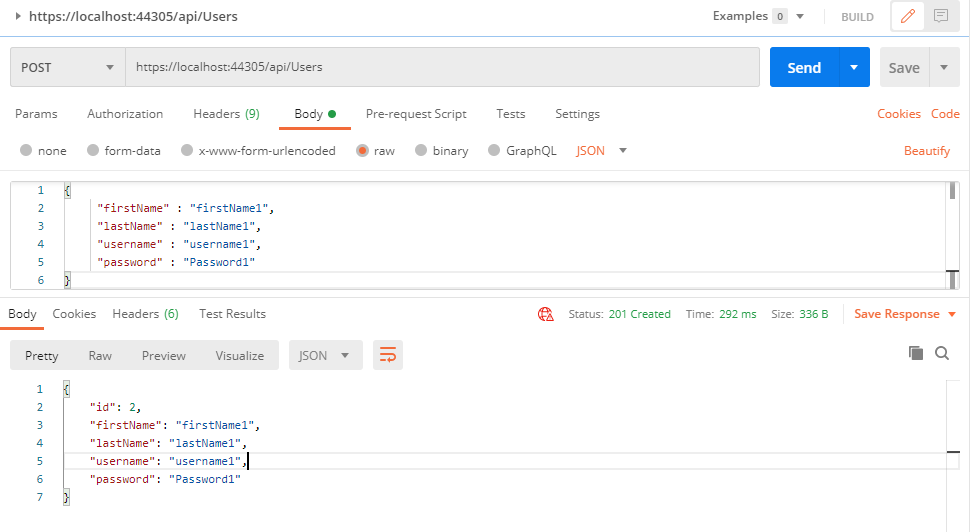 https://localhost:44305/api/Users Examples 0 BUILD
POST https://localhost:44305/api/Users Send Save
Params Authorization Headers (9) Body Pre-request Script Tests Settings Cookies Code
none form-data x-www-form-urlencoded raw binary GraphQL JSON Beautify
1 {
2 "firstName" : "firstName1",
3 "lastName" : "lastName1",
4 "username" : "username1",
5 "password" : "Password1"
6 }
Body Cookies Headers (6) Test Results Status: 201 Created Time: 292 ms Size: 336 B Save Response
Pretty Raw Preview Visualize JSON
1 {
2 "id": 2,
3 "firstName": "firstName1",
4 "lastName": "lastName1",
5 "username": "username1",
6 "password": "Password1"
7 }